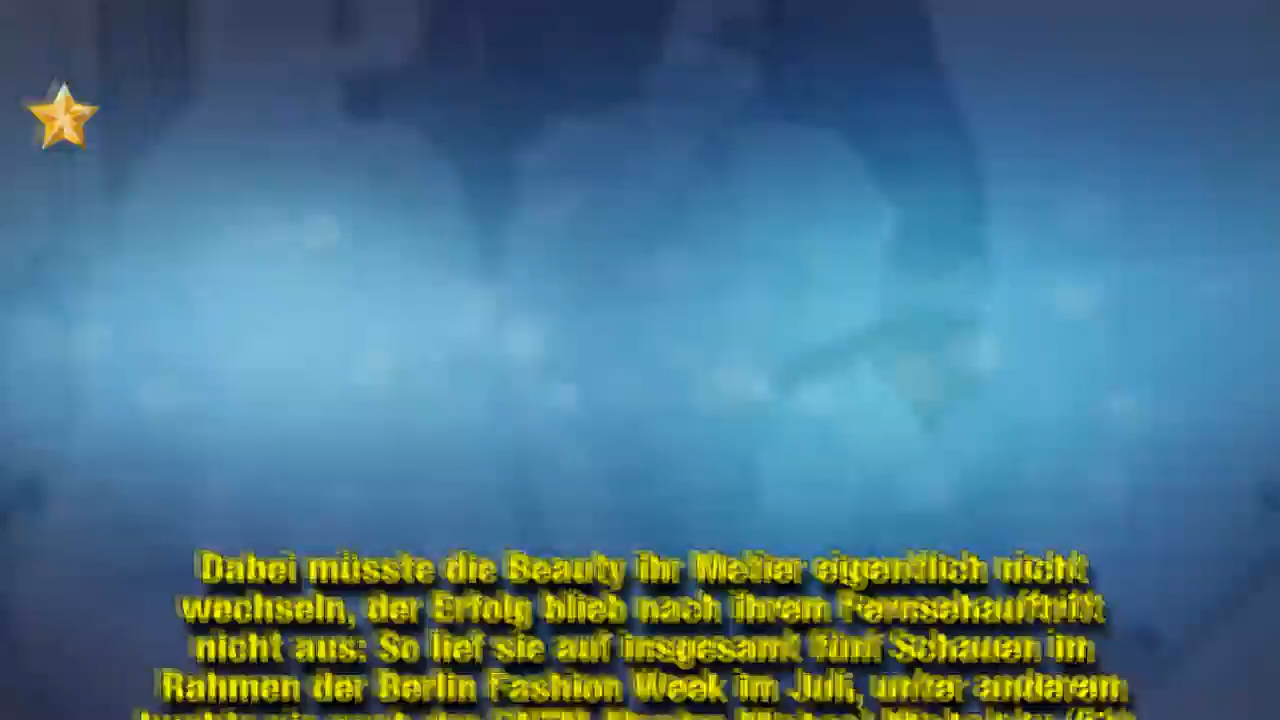 Dabei müsste die Beauty ihr Metier eigentlich nicht
wechseln, der Erfolg blieb nach ihrem Fernsehauftritt
nicht aus: So lief sie auf insgesamt fünf Schauen im
Rahmen der Berlin Fashion Week im Juli, unter anderem